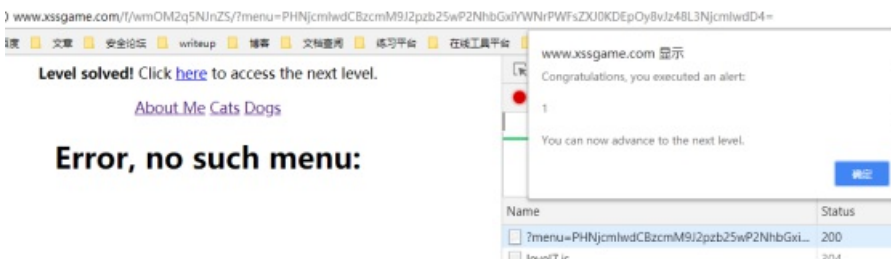 www.xssgame.com/f/wmOM2q5NJnZS/?menu=PHNjcmlwdCBzcmM9J2pzb25wP2NhbGxiYWNrPWFsZXJ0KDEpOy8vJz48L3NjcmlwdD4=
文章 安全论坛 writeup 博客 文档查阅 练习平台 在线工具平台
www.xssgame.com 显示
Level solved! Click here to access the next level.
Congratulations, you executed an alert:
About Me Cats Dogs
1
You can now advance to the next level.
Error, no such menu:
确定
Name Status
?menu=PHNjcmlwdCBzcmM9J2pzb25wP2NhbGxi... 200
level7.js 304